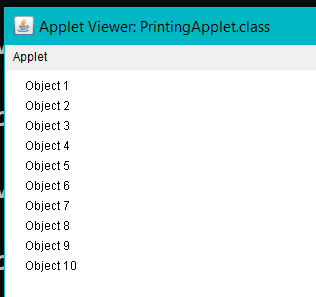 Applet Viewer: PrintingApplet.class
Applet
Object 1
Object 2
Object 3
Object 4
Object 5
Object 6
Object 7
Object 8
Object 9
Object 10